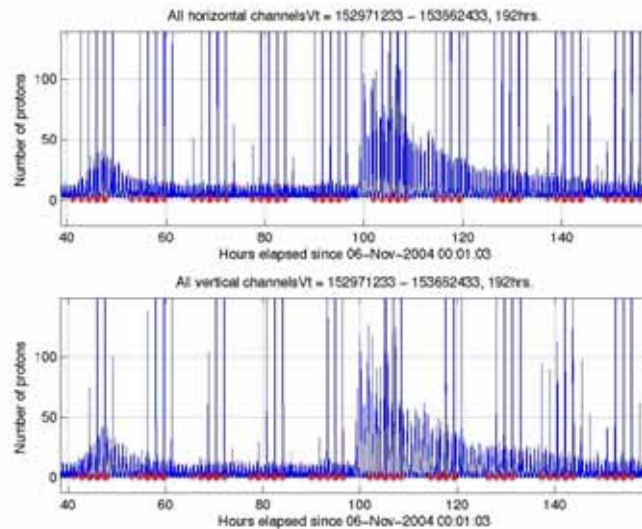 All horizontal channelsVt = 152971233 - 153662433, 192hrs.
Number of protons
100
50
0
40 60 80 100 120 140
Hours elapsed since 06-Nov-2004 00:01:03
All vertical channelsVt = 152971233 - 153662433, 192hrs.
Number of protons
100
50
0
40 60 80 100 120 140
Hours elapsed since 06-Nov-2004 00:01:03